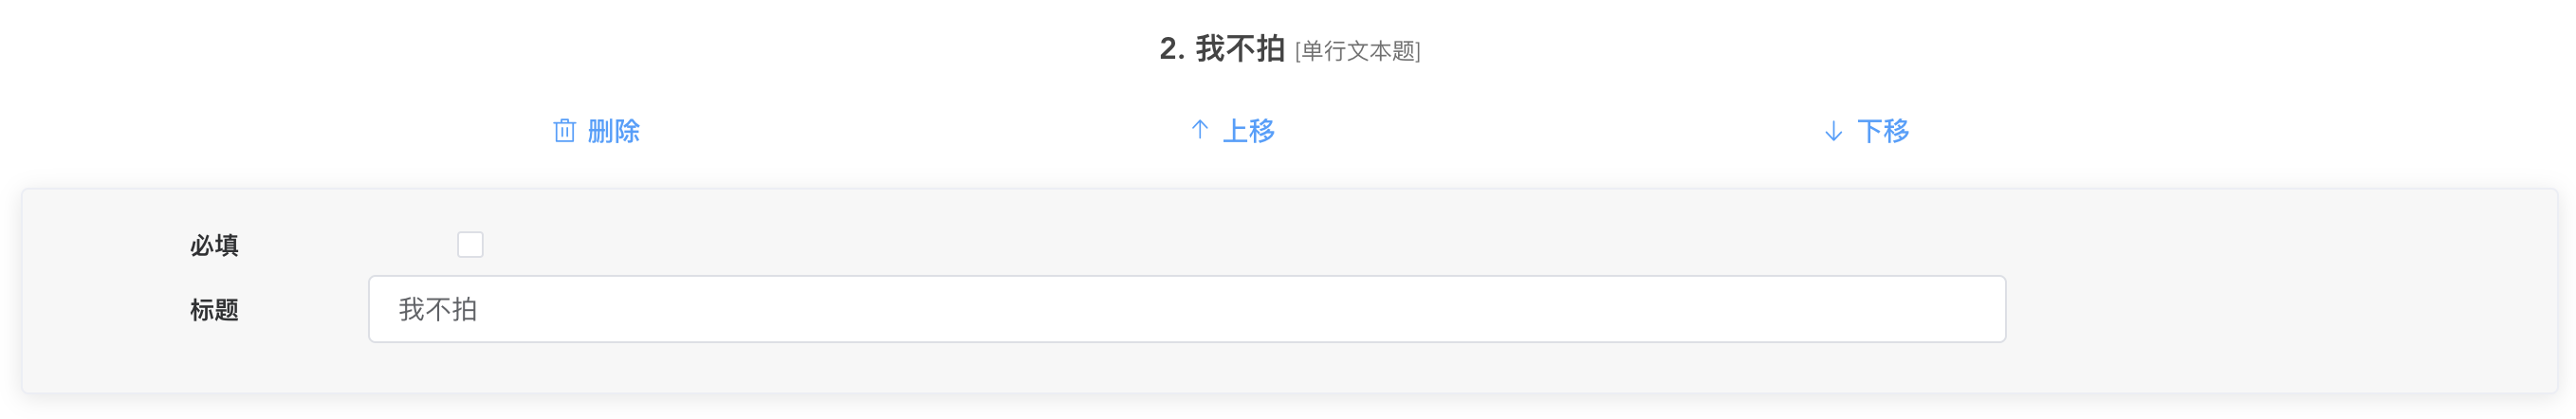 2. 我不拍 [单行文本题]
删除 上移 下移
必填
标题 我不拍